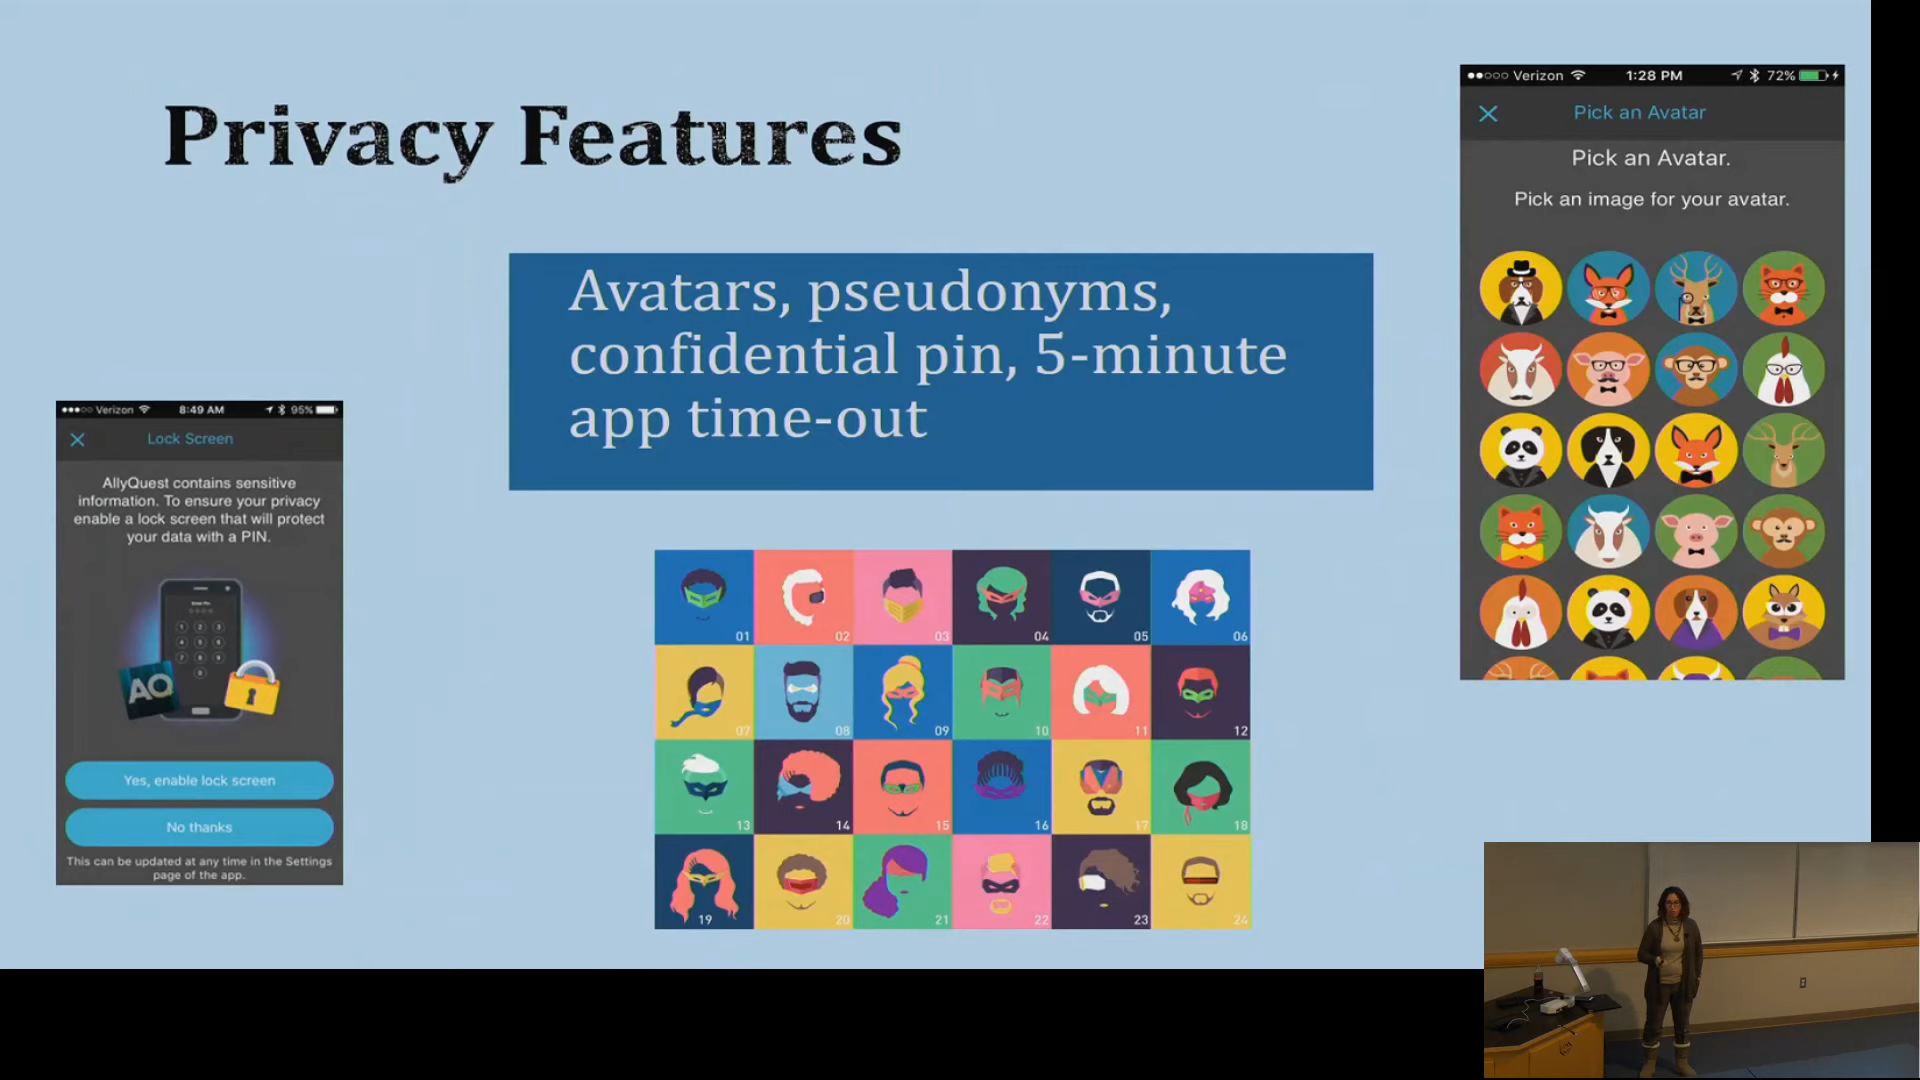 Privacy Features
Avatars, pseudonyms,
confidential pin, 5-minute
app time-out
Verizon 8:49 AM 95%
Lock Screen
AllyQuest contains sensitive
information. To ensure your privacy
enable a lock screen that will protect
your data with a PIN.
AQ
Yes, enable lock screen
No thanks
This can be updated at any time in the Settings
page of the app.
01 02 03 04 05 06
07 08 09 10 11 12
13 14 15 16 17 18
19 20 21 22 23 24
Verizon 1:28 PM 72%
Pick an Avatar
Pick an Avatar.
Pick an image for your avatar.